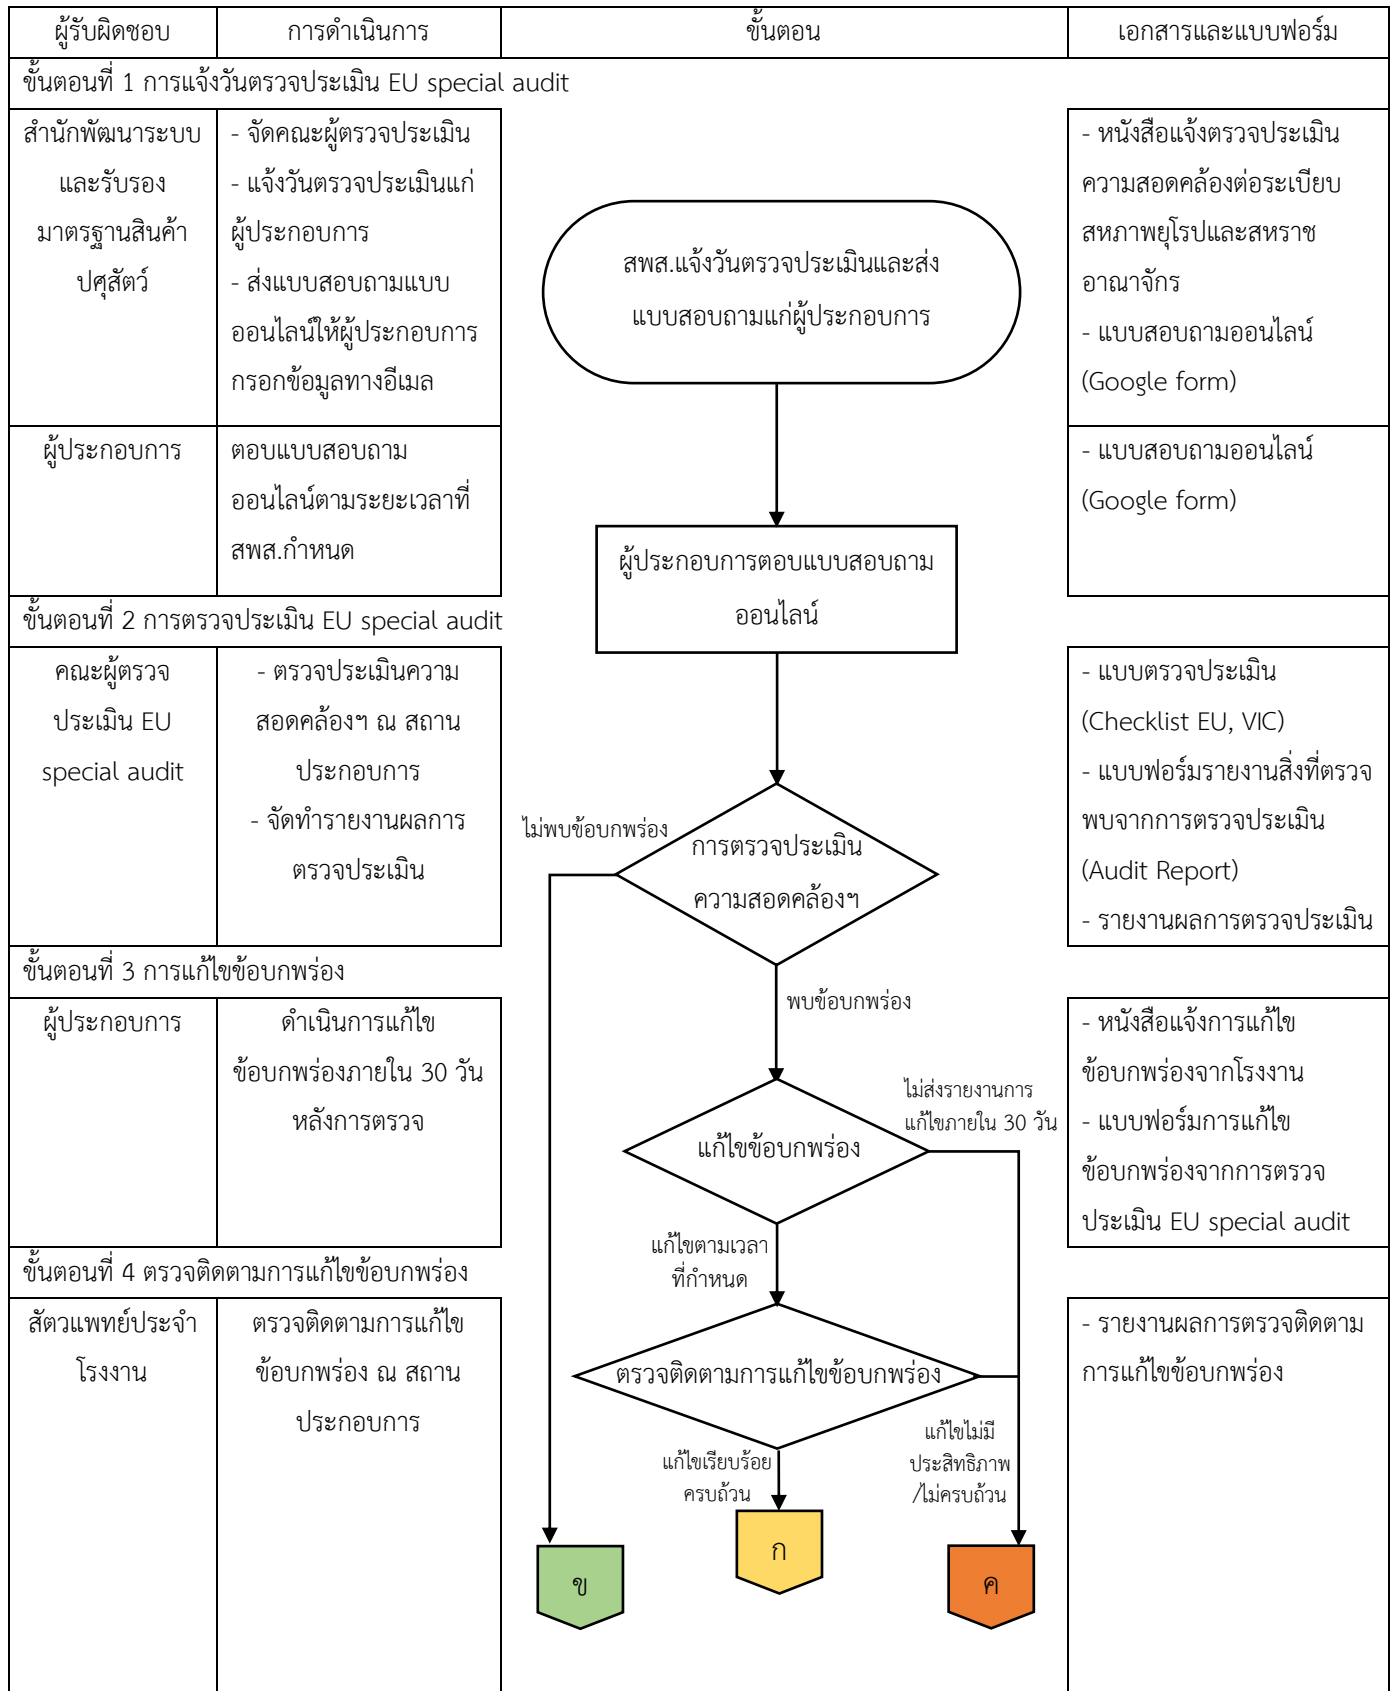 ผู้รับผิดชอบ
การดำเนินการ
ขั้นตอน
เอกสารและแบบฟอร์ม
ขั้นตอนที่ 1 การแจ้งวันตรวจประเมิน EU special audit
สำนักพัฒนาระบบ
และรับรอง
มาตรฐานสินค้า
ปศุสัตว์
- จัดคณะผู้ตรวจประเมิน
- แจ้งวันตรวจประเมินแก่
ผู้ประกอบการ
- ส่งแบบสอบถามแบบ
ออนไลน์ให้ผู้ประกอบการ
กรอกข้อมูลทางอีเมล
สพส.แจ้งวันตรวจประเมินและส่ง
แบบสอบถามแก่ผู้ประกอบการ
- หนังสือแจ้งตรวจประเมิน
ความสอดคล้องต่อระเบียบ
สหภาพยุโรปและสหราช
อาณาจักร
- แบบสอบถามออนไลน์
(Google form)
ผู้ประกอบการ
ตอบแบบสอบถาม
ออนไลน์ตามระยะเวลาที่
สพส.กำหนด
ผู้ประกอบการตอบแบบสอบถาม
ออนไลน์
- แบบสอบถามออนไลน์
(Google form)
ขั้นตอนที่ 2 การตรวจประเมิน EU special audit
คณะผู้ตรวจ
ประเมิน EU
special audit
- ตรวจประเมินความ
สอดคล้องฯ ณ สถาน
ประกอบการ
- จัดทำรายงานผลการ
ตรวจประเมิน
ไม่พบข้อบกพร่อง
การตรวจประเมิน
ความสอดคล้องฯ
พบข้อบกพร่อง
- แบบตรวจประเมิน
(Checklist EU, VIC)
- แบบฟอร์มรายงานสิ่งที่ตรวจ
พบจากการตรวจประเมิน
(Audit Report)
- รายงานผลการตรวจประเมิน
ขั้นตอนที่ 3 การแก้ไขข้อบกพร่อง
ผู้ประกอบการ
ดำเนินการแก้ไข
ข้อบกพร่องภายใน 30 วัน
หลังการตรวจ
แก้ไขข้อบกพร่อง
ไม่ส่งรายงานการ
แก้ไขภายใน 30 วัน
แก้ไขตามเวลา
ที่กำหนด
- หนังสือแจ้งการแก้ไข
ข้อบกพร่องจากโรงงาน
- แบบฟอร์มการแก้ไข
ข้อบกพร่องจากการตรวจ
ประเมิน EU special audit
ขั้นตอนที่ 4 ตรวจติดตามการแก้ไขข้อบกพร่อง
สัตวแพทย์ประจำ
โรงงาน
ตรวจติดตามการแก้ไข
ข้อบกพร่อง ณ สถาน
ประกอบการ
ตรวจติดตามการแก้ไขข้อบกพร่อง
แก้ไขเรียบร้อย
ครบถ้วน
แก้ไขไม่มี
ประสิทธิภาพ
/ไม่ครบถ้วน
ข
ก
ค
- รายงานผลการตรวจติดตาม
การแก้ไขข้อบกพร่อง